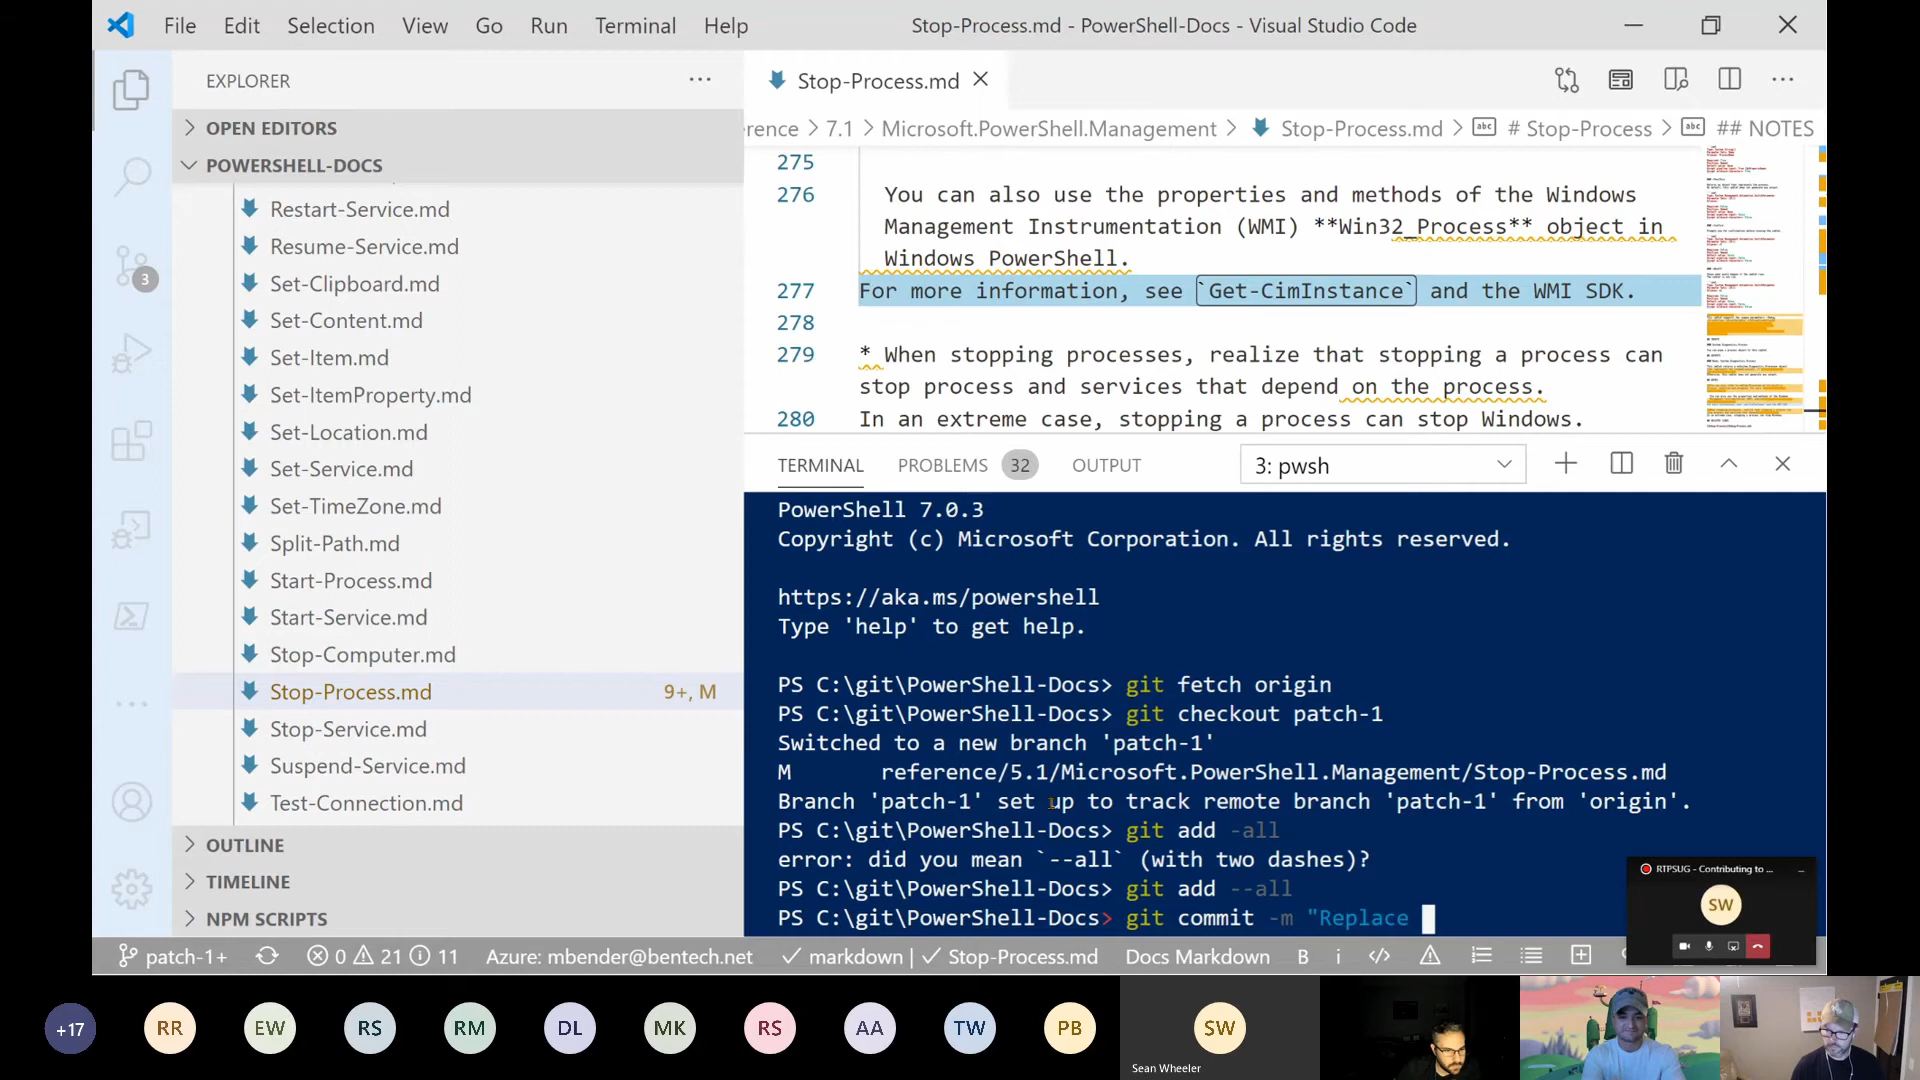 File Edit Selection View Go Run Terminal Help
Stop-Process.md - PowerShell-Docs - Visual Studio Code
EXPLORER
OPEN EDITORS
POWERSHELL-DOCS
Restart-Service.md
Resume-Service.md
Set-Clipboard.md
Set-Content.md
Set-Item.md
Set-ItemProperty.md
Set-Location.md
Set-Service.md
Set-TimeZone.md
Split-Path.md
Start-Process.md
Start-Service.md
Stop-Computer.md
Stop-Process.md 9+, M
Stop-Service.md
Suspend-Service.md
Test-Connection.md
OUTLINE
TIMELINE
NPM SCRIPTS
3
Stop-Process.md
rence > 7.1 > Microsoft.PowerShell.Management > Stop-Process.md > abc # Stop-Process > abc ## NOTES
275
276 You can also use the properties and methods of the Windows
Management Instrumentation (WMI) **Win32_Process** object in
Windows PowerShell.
277 For more information, see `Get-CimInstance` and the WMI SDK.
278
279 * When stopping processes, realize that stopping a process can
stop process and services that depend on the process.
280 In an extreme case, stopping a process can stop Windows.
TERMINAL PROBLEMS 32 OUTPUT 3: pwsh
PowerShell 7.0.3
Copyright (c) Microsoft Corporation. All rights reserved.
https://aka.ms/powershell
Type 'help' to get help.
PS C:\git\PowerShell-Docs> git fetch origin
PS C:\git\PowerShell-Docs> git checkout patch-1
Switched to a new branch 'patch-1'
M reference/5.1/Microsoft.PowerShell.Management/Stop-Process.md
Branch 'patch-1' set up to track remote branch 'patch-1' from 'origin'.
PS C:\git\PowerShell-Docs> git add -all
error: did you mean `--all` (with two dashes)?
PS C:\git\PowerShell-Docs> git add --all
PS C:\git\PowerShell-Docs> git commit -m "Replace
RTPSUG - Contributing to ...
SW
patch-1+ 0 21 11 Azure: mbender@bentech.net markdown | Stop-Process.md Docs Markdown B i </>
+17 RR EW RS RM DL MK RS AA TW PB SW
Sean Wheeler